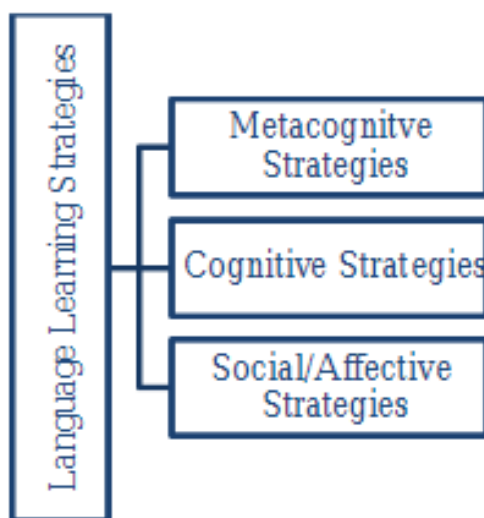 Language Learning Strategies
Metacognitve
Strategies
Cognitive Strategies
Social/Affective
Strategies